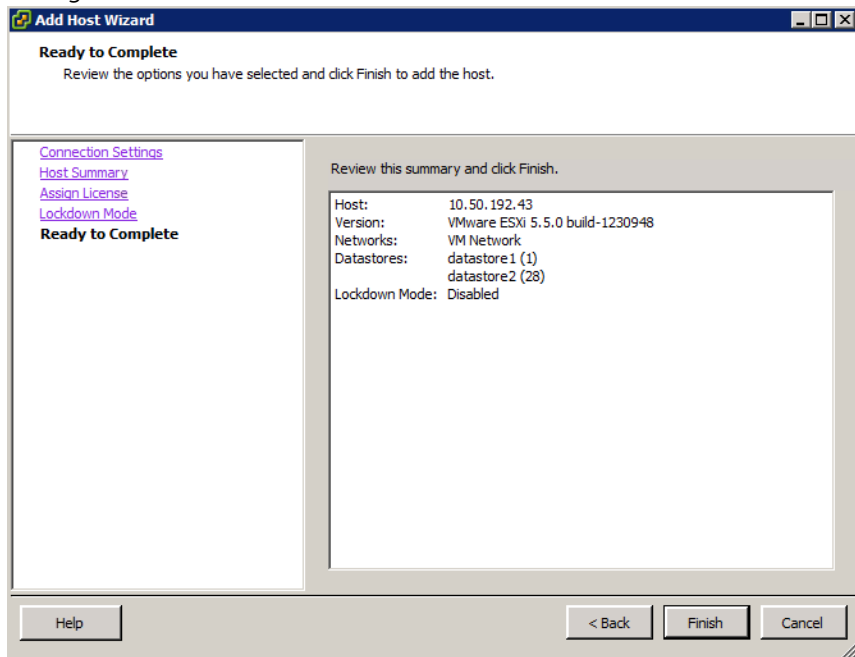 Add Host Wizard
Ready to Complete
Review the options you have selected and click Finish to add the host.
Connection Settings
Host Summary
Assign License
Lockdown Mode
Ready to Complete
Review this summary and click Finish.
Host: 10.50.192.43
Version: VMware ESXi 5.5.0 build-1230948
Networks: VM Network
Datastores: datastore1 (1)
datastore2 (28)
Lockdown Mode: Disabled
Help
< Back
Finish
Cancel